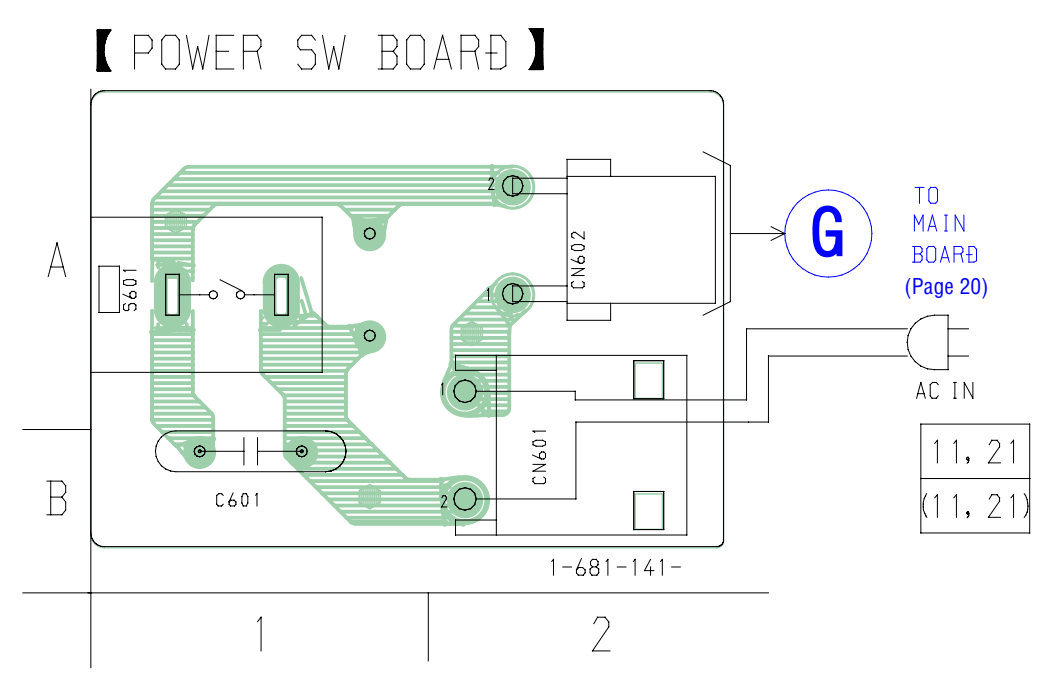 【 POWER SW BOARD 】
2
1
CN602
S601
A
G
TO
MAIN
BOARD
(Page 20)
AC IN
1
2
CN601
C601
B
11, 21
(11, 21)
1-681-141-
1
2